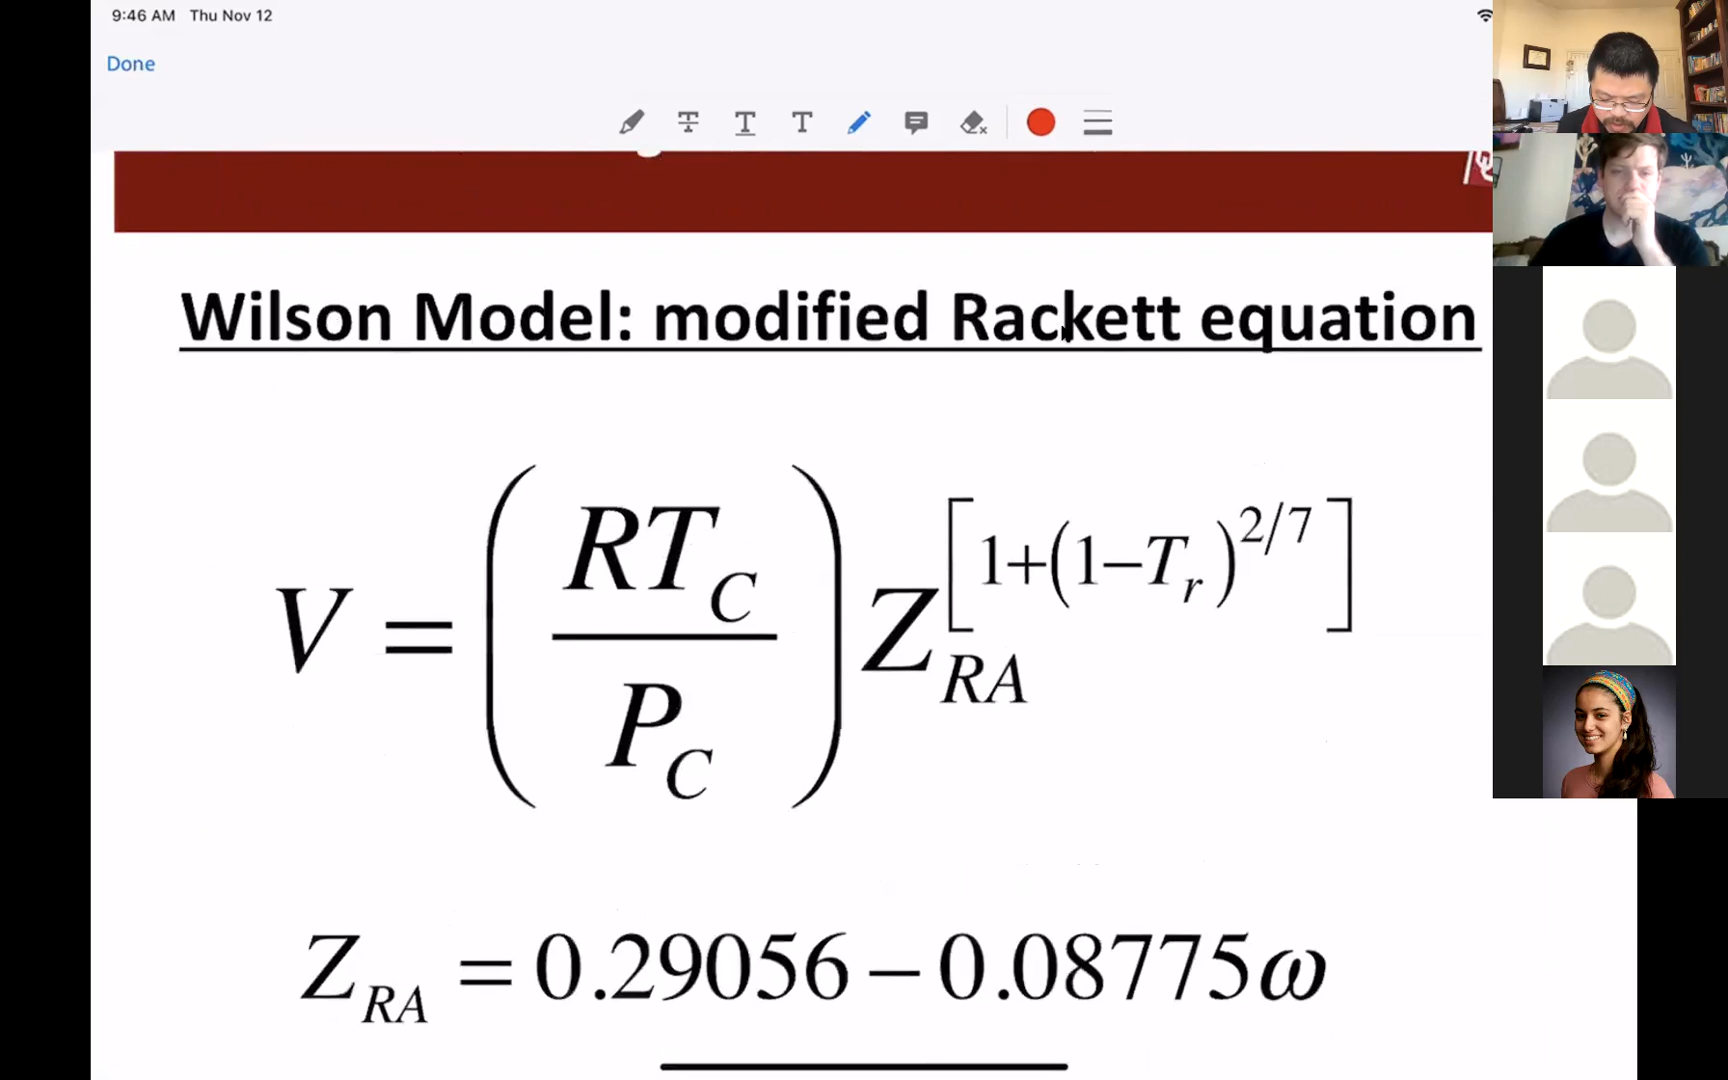 9:46 AM Thu Nov 12
Done
T T T
Wilson Model: modified Rackett equation
V = (RT_C / P_C) Z_RA^[1+(1−T_r)^2/7]
Z_RA = 0.29056 − 0.08775ω